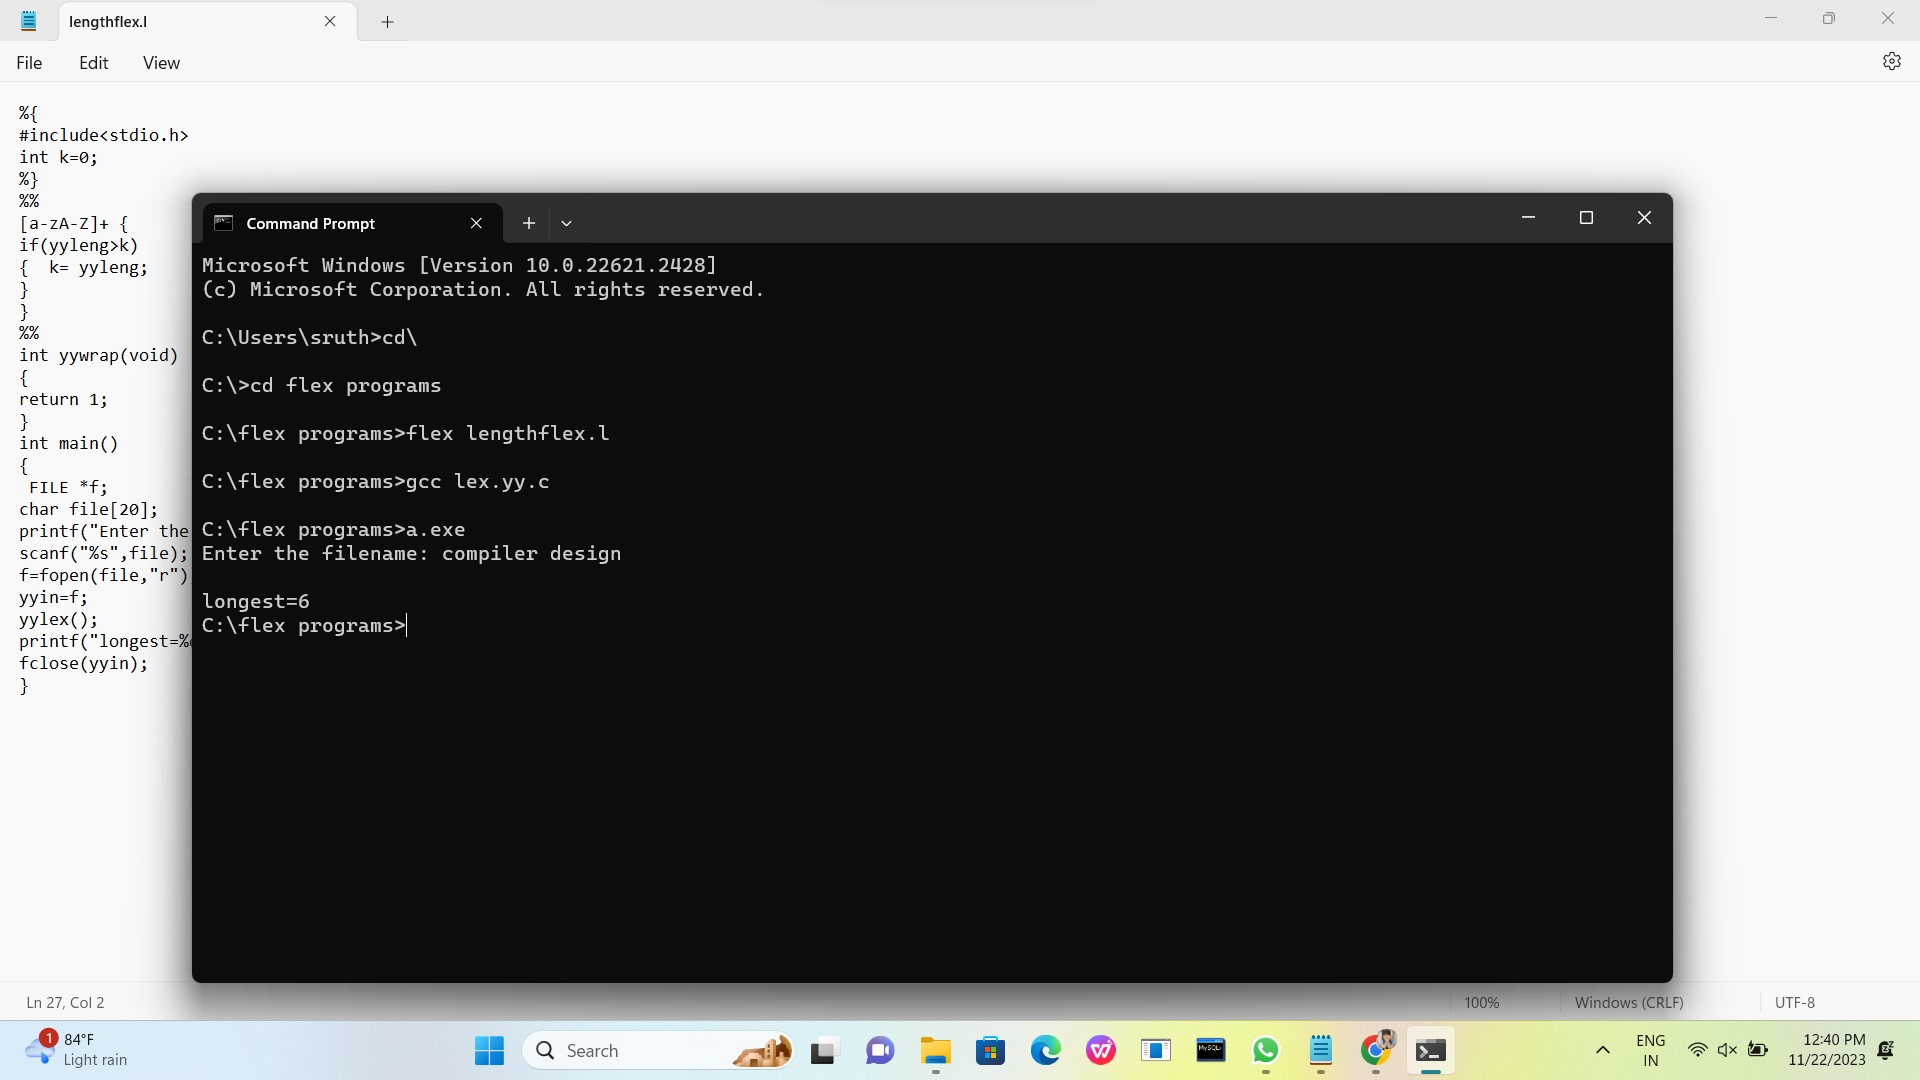 lengthflex.l
File Edit View
%{
#include<stdio.h>
int k=0;
%}
%%
[a-zA-Z]+ {
if(yyleng>k)
{  k= yyleng;
}
}
%%
int yywrap(void)
{
return 1;
}
int main()
{
 FILE *f;
char file[20];
printf("Enter the
scanf("%s",file);
f=fopen(file,"r")
yyin=f;
yylex();
printf("longest=%
fclose(yyin);
}
Command Prompt
Microsoft Windows [Version 10.0.22621.2428]
(c) Microsoft Corporation. All rights reserved.
C:\Users\sruth>cd\
C:\>cd flex programs
C:\flex programs>flex lengthflex.l
C:\flex programs>gcc lex.yy.c
C:\flex programs>a.exe
Enter the filename: compiler design
longest=6
C:\flex programs>
Ln 27, Col 2 100% Windows (CRLF) UTF-8
1 84°F
Light rain
Search
MySQL
ENG
IN
12:40 PM
11/22/2023